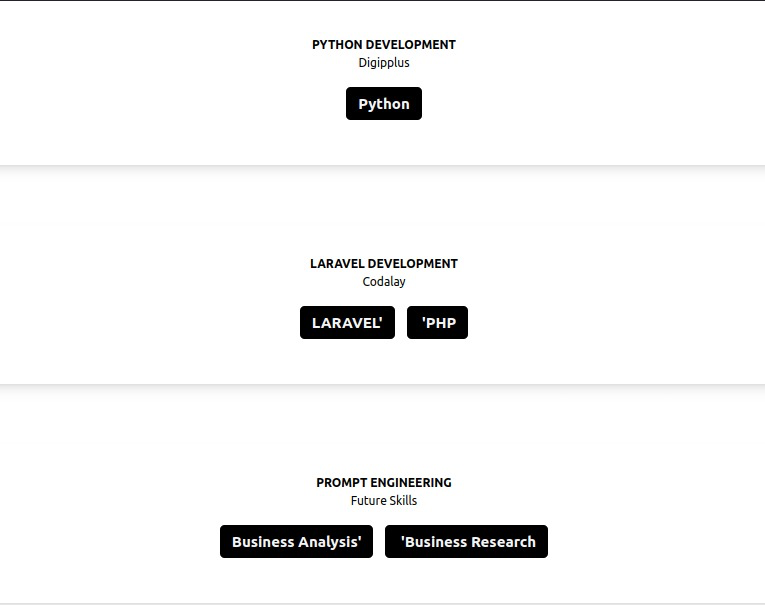 PYTHON DEVELOPMENT
Digipplus
Python
LARAVEL DEVELOPMENT
Codalay
LARAVEL' 'PHP
PROMPT ENGINEERING
Future Skills
Business Analysis' 'Business Research